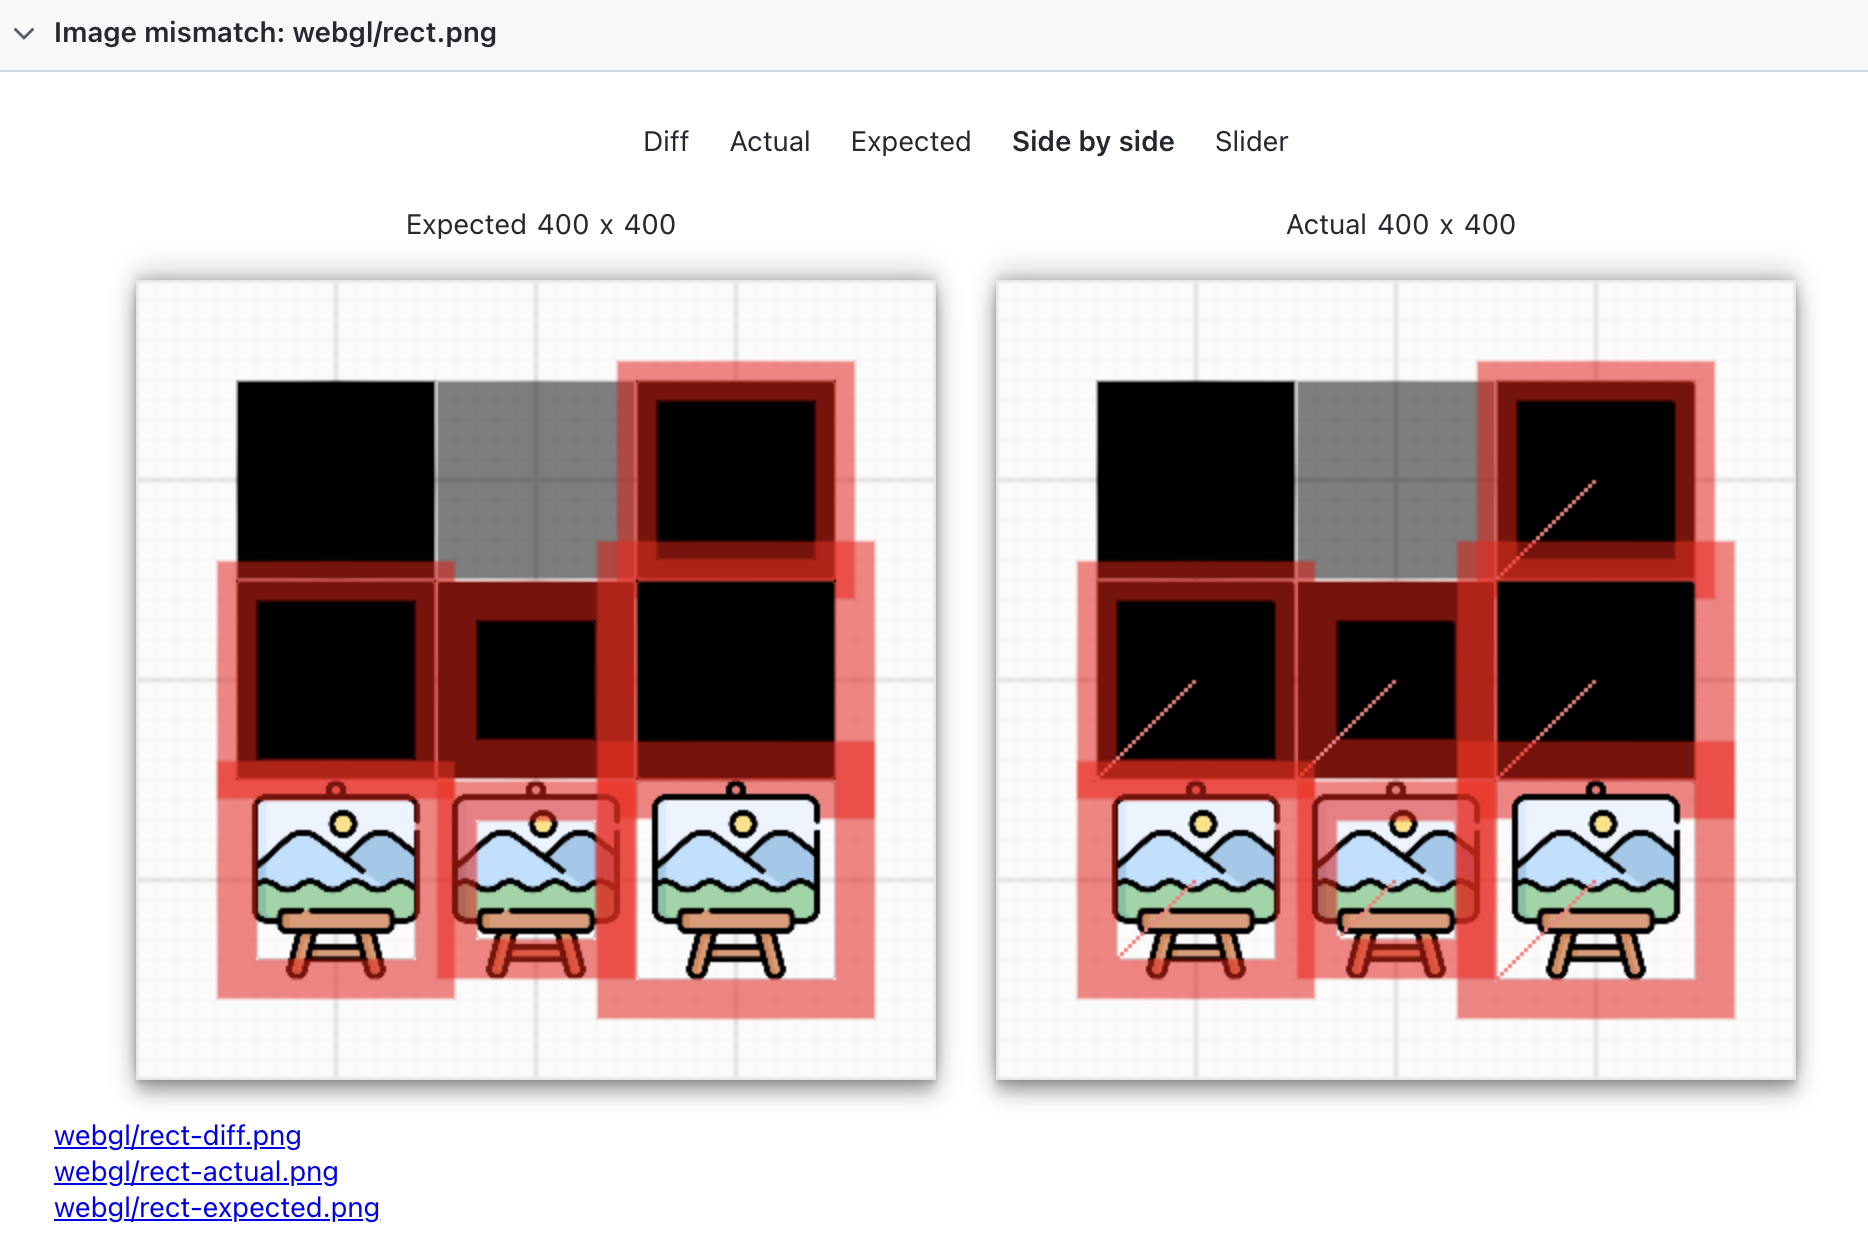 Image mismatch: webgl/rect.png
Diff Actual Expected Side by side Slider
Expected 400 x 400
Actual 400 x 400
webgl/rect-diff.png
webgl/rect-actual.png
webgl/rect-expected.png